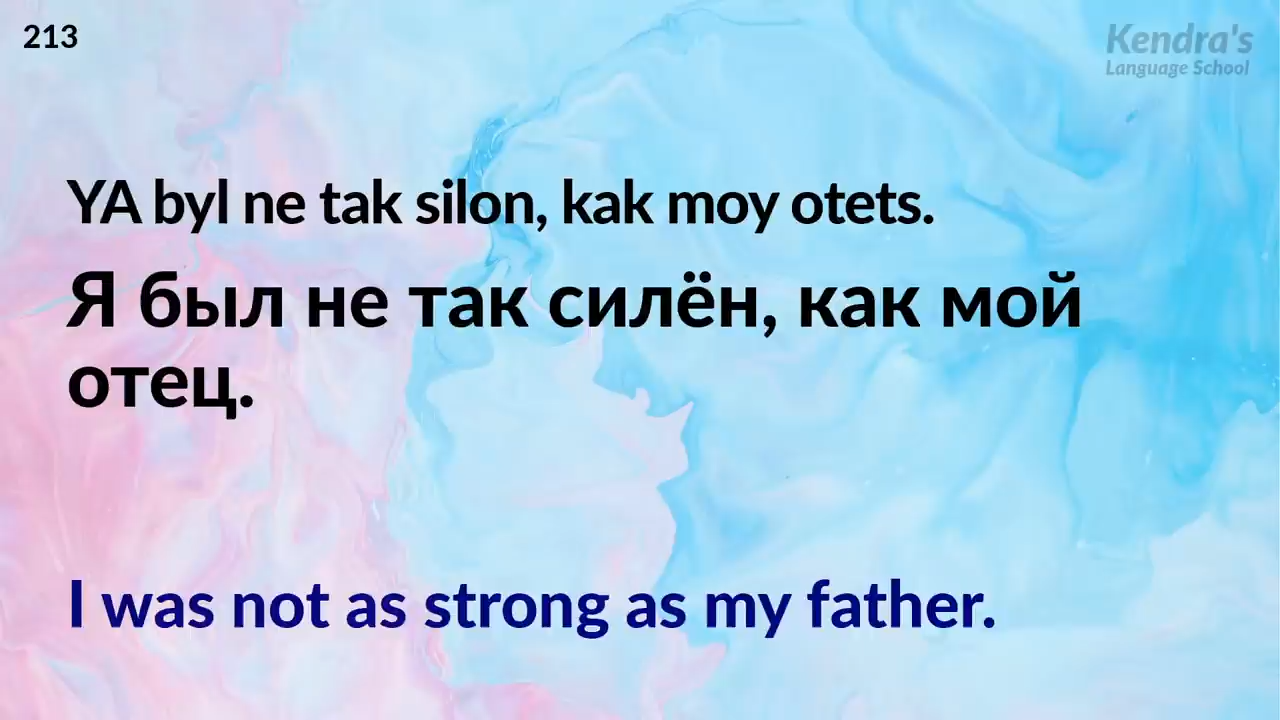 213
Kendra's
Language School
YA byl ne tak silon, kak moy otets.
Я был не так силён, как мой
отец.
I was not as strong as my father.